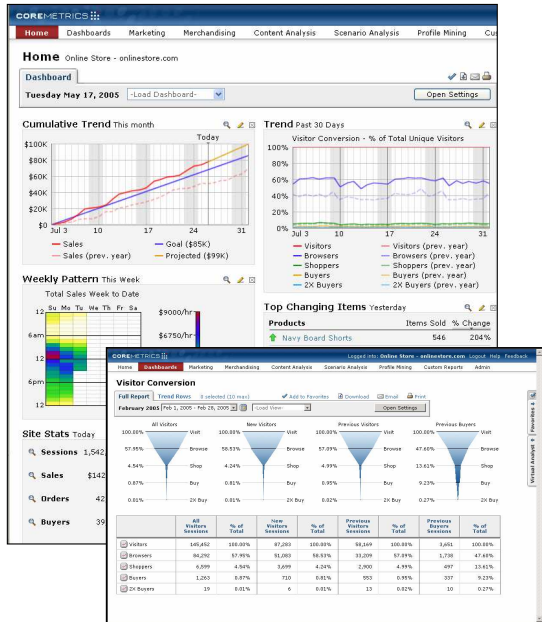 COREMETRICS
Home Dashboards Marketing Merchandising Content Analysis Scenario Analysis Profile Mining Cus
Home Online Store - onlinestore.com
Dashboard
Tuesday May 17, 2005 -Load Dashboard- Open Settings
Cumulative Trend This month
Today
$100K
$80K
$60K
$40K
$20K
$0
Jul 3 10 17 24 31
Sales Goal ($85K)
Sales (prev. year) Projected ($99K)
Trend Past 30 Days
Visitor Conversion - % of Total Unique Visitors
100%
80%
60%
40%
20%
0%
Jul 3 10 17 24 31
Visitors Visitors (prev. year)
Browsers Browsers (prev. year)
Shoppers Shoppers (prev. year)
Buyers Buyers (prev. year)
2X Buyers 2X Buyers (prev. year)
Weekly Pattern This Week
Total Sales Week to Date
Su Mo Tu We Th Fr Sa
12
6am
12
6pm
12
$9000/hr
$6750/hr
Top Changing Items Yesterday
Products Items Sold % Change
Navy Board Shorts 546 204%
Site Stats Today
Sessions 1,542,
Sales $142
Orders 42
Buyers 39
COREMETRICS
Logged into: Online Store - onlinestore.com Logout Help Feedback
Home Dashboards Marketing Merchandising Content Analysis Scenario Analysis Profile Mining Custom Reports Admin
Visitor Conversion
Full Report Trend Rows 0 selected (10 max) Add to Favorites Download Email Print
February 2005 Feb 1, 2005 - Feb 28, 2005 -Load View- Open Settings
All Visitors New Visitors Previous Visitors Previous Buyers
100.00% Visit 100.00% Visit 100.00% Visit 100.00% Visit
57.95% Browse 58.53% Browse 57.09% Browse 47.60% Browse
4.54% Shop 4.24% Shop 4.99% Shop 13.61% Shop
0.87% Buy 0.81% Buy 0.95% Buy 9.23% Buy
0.01% 2X Buy 0.01% 2X Buy 0.02% 2X Buy 0.27% 2X Buy
All Visitors Sessions % of Total New Visitors Sessions % of Total Previous Visitors Sessions % of Total Previous Buyers Sessions % of Total
Visitors 145,452 100.00% 87,283 100.00% 58,169 100.00% 3,651 100.00%
Browsers 84,292 57.95% 51,083 58.53% 33,209 57.09% 1,738 47.60%
Shoppers 6,599 4.54% 3,699 4.24% 2,900 4.99% 497 13.61%
Buyers 1,263 0.87% 710 0.81% 553 0.95% 337 9.23%
2X Buyers 19 0.01% 6 0.01% 13 0.02% 10 0.27%
Favorites
Virtual Analyst